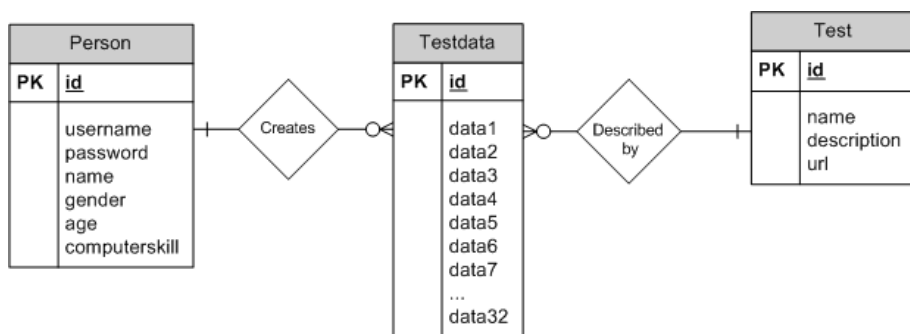 Person
PK id
username
password
name
gender
age
computerskill
Creates
Testdata
PK id
data1
data2
data3
data4
data5
data6
data7
...
data32
Described
by
Test
PK id
name
description
url